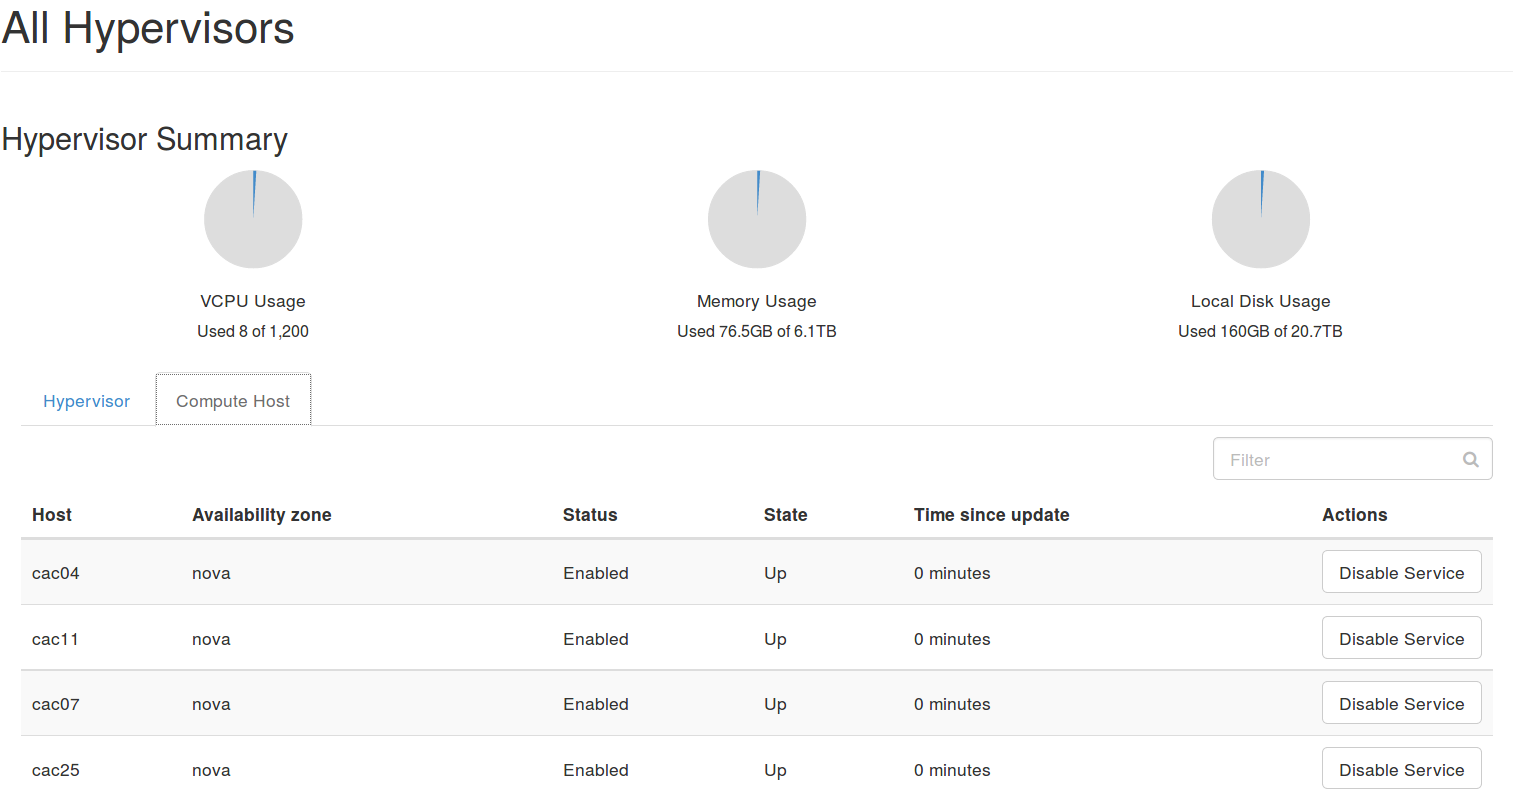 All Hypervisors
Hypervisor Summary
VCPU Usage Memory Usage Local Disk Usage
Used 8 of 1,200 Used 76.5GB of 6.1TB Used 160GB of 20.7TB
Hypervisor Compute Host
Filter
Host Availability zone Status State Time since update Actions
cac04 nova Enabled Up 0 minutes Disable Service
cac11 nova Enabled Up 0 minutes Disable Service
cac07 nova Enabled Up 0 minutes Disable Service
cac25 nova Enabled Up 0 minutes Disable Service